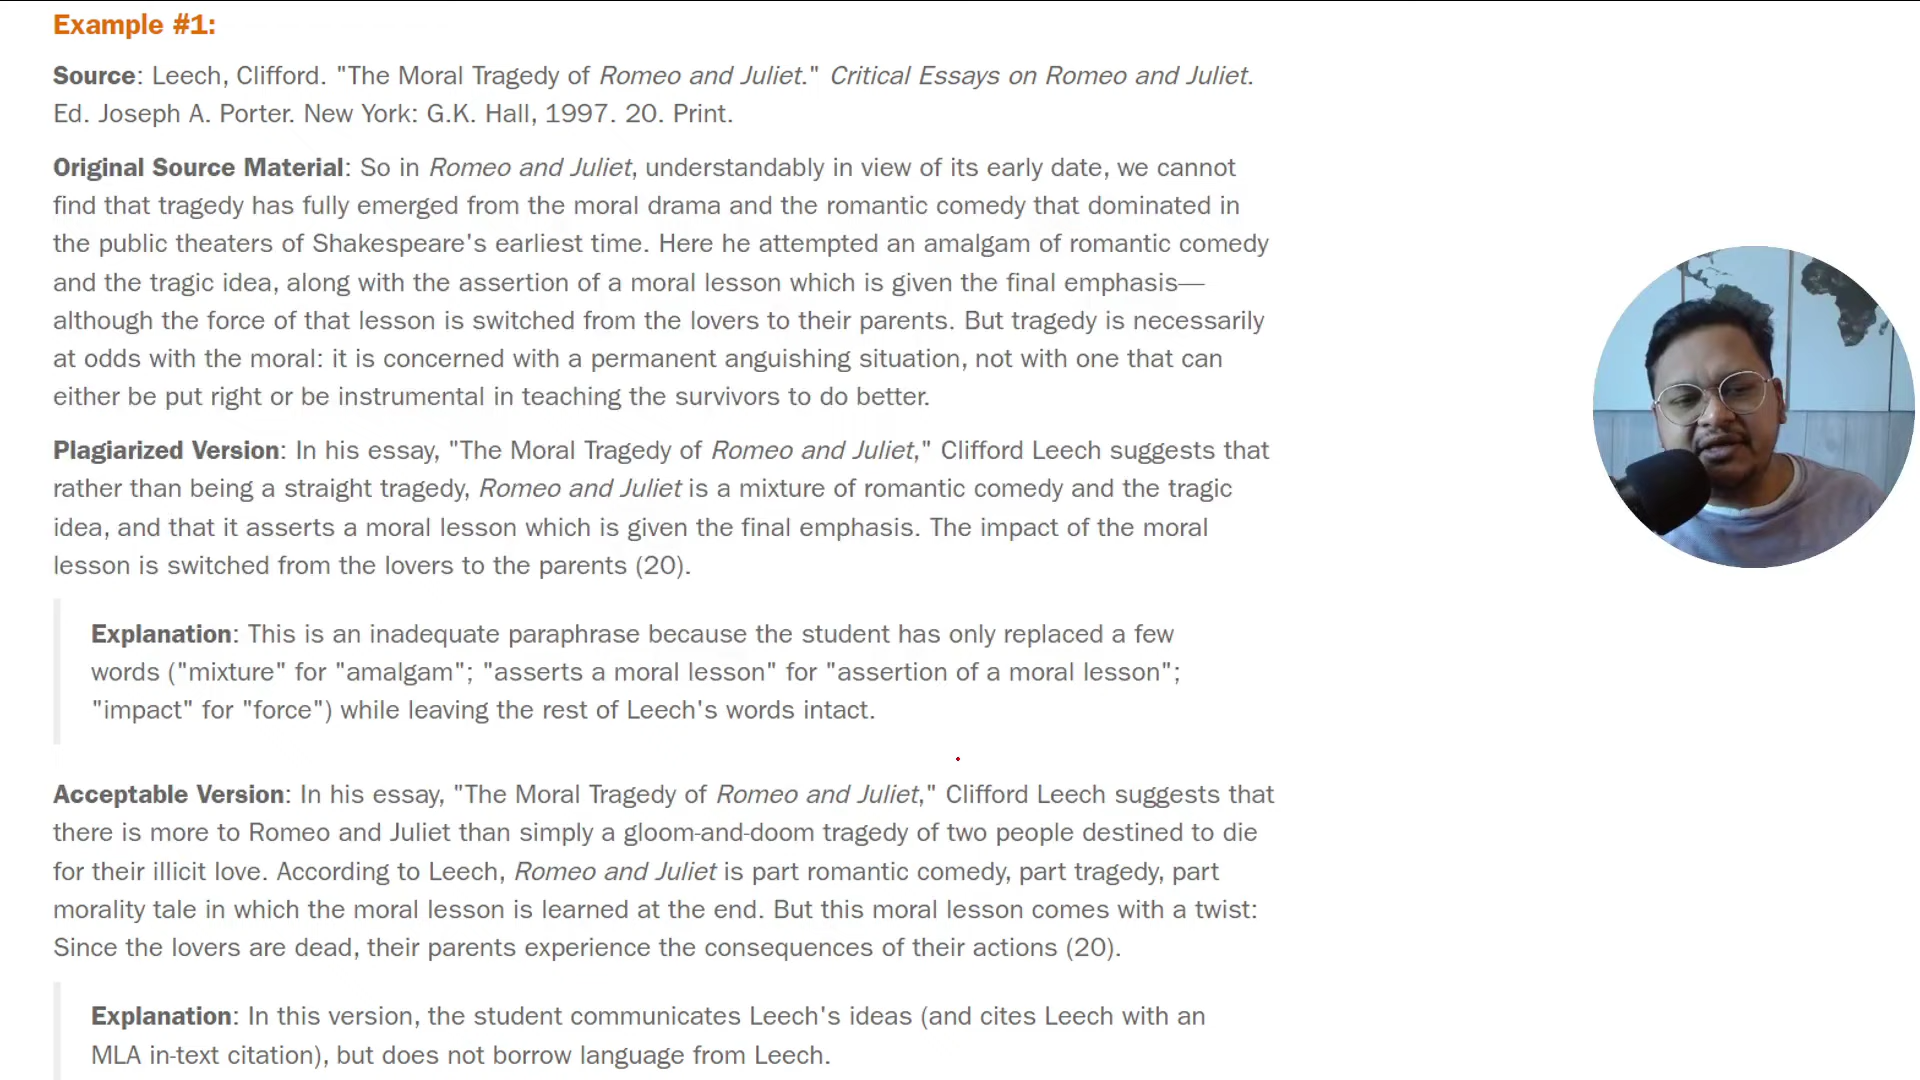 Example #1:
Source: Leech, Clifford. "The Moral Tragedy of Romeo and Juliet." Critical Essays on Romeo and Juliet.
Ed. Joseph A. Porter. New York: G.K. Hall, 1997. 20. Print.
Original Source Material: So in Romeo and Juliet, understandably in view of its early date, we cannot
find that tragedy has fully emerged from the moral drama and the romantic comedy that dominated in
the public theaters of Shakespeare's earliest time. Here he attempted an amalgam of romantic comedy
and the tragic idea, along with the assertion of a moral lesson which is given the final emphasis—
although the force of that lesson is switched from the lovers to their parents. But tragedy is necessarily
at odds with the moral: it is concerned with a permanent anguishing situation, not with one that can
either be put right or be instrumental in teaching the survivors to do better.
Plagiarized Version: In his essay, "The Moral Tragedy of Romeo and Juliet," Clifford Leech suggests that
rather than being a straight tragedy, Romeo and Juliet is a mixture of romantic comedy and the tragic
idea, and that it asserts a moral lesson which is given the final emphasis. The impact of the moral
lesson is switched from the lovers to the parents (20).
Explanation: This is an inadequate paraphrase because the student has only replaced a few
words ("mixture" for "amalgam"; "asserts a moral lesson" for "assertion of a moral lesson";
"impact" for "force") while leaving the rest of Leech's words intact.
Acceptable Version: In his essay, "The Moral Tragedy of Romeo and Juliet," Clifford Leech suggests that
there is more to Romeo and Juliet than simply a gloom-and-doom tragedy of two people destined to die
for their illicit love. According to Leech, Romeo and Juliet is part romantic comedy, part tragedy, part
morality tale in which the moral lesson is learned at the end. But this moral lesson comes with a twist:
Since the lovers are dead, their parents experience the consequences of their actions (20).
Explanation: In this version, the student communicates Leech's ideas (and cites Leech with an
MLA in-text citation), but does not borrow language from Leech.